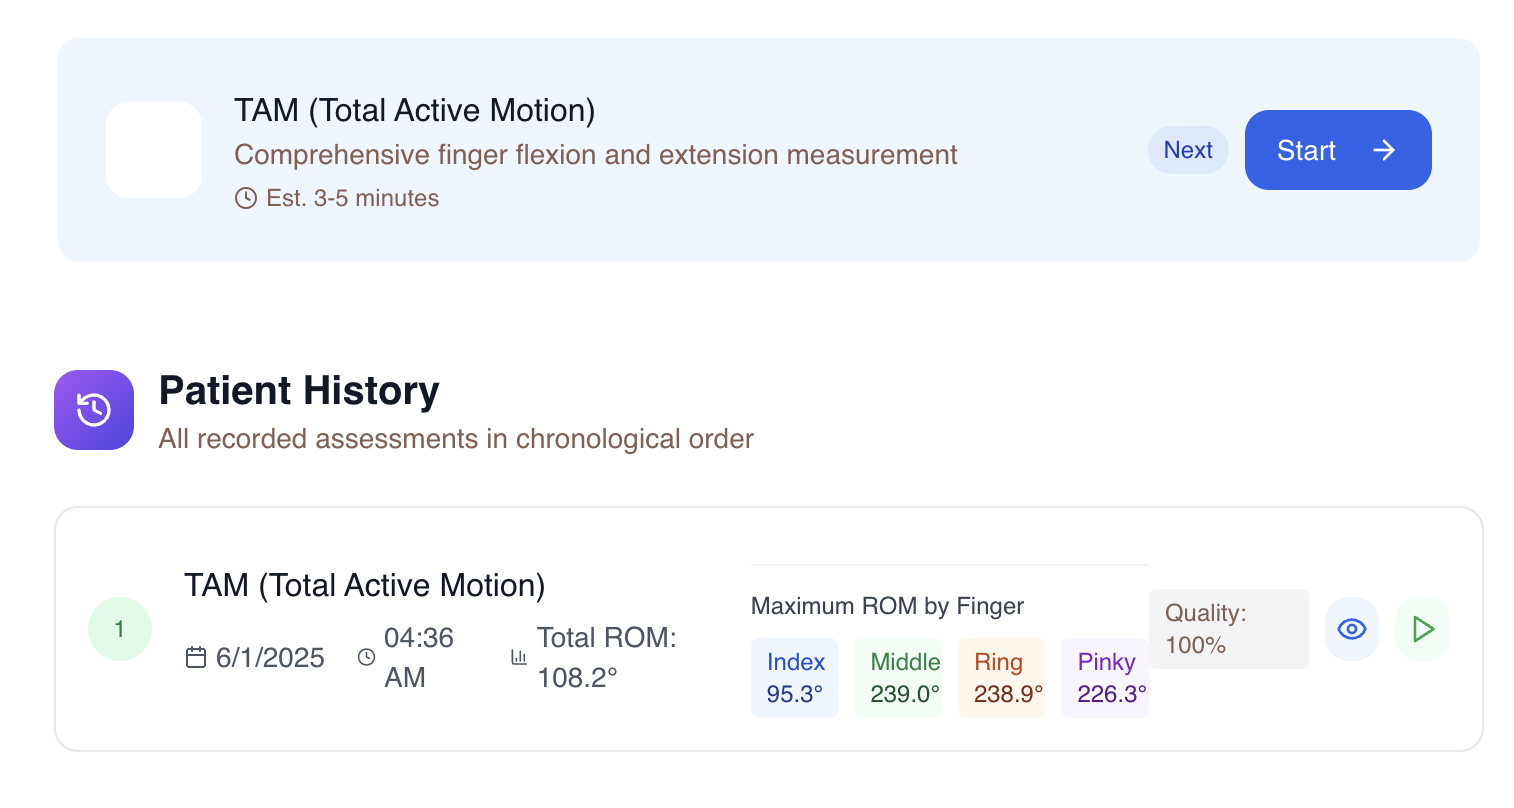 TAM (Total Active Motion)
Comprehensive finger flexion and extension measurement
Est. 3-5 minutes
Next
Start
Patient History
All recorded assessments in chronological order
1
TAM (Total Active Motion)
6/1/2025
04:36
AM
Total ROM:
108.2°
Maximum ROM by Finger
Index
95.3°
Middle
239.0°
Ring
238.9°
Pinky
226.3°
Quality:
100%